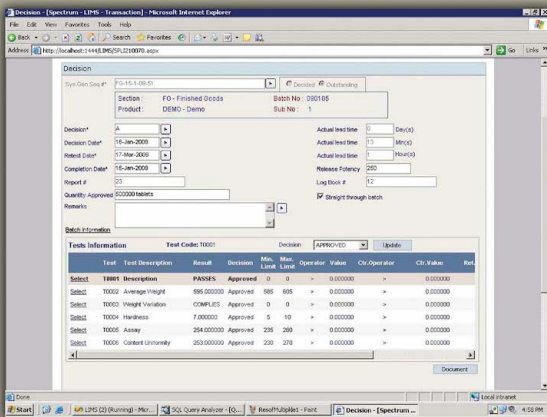 Decision - [Spectrum - LIMS - Transaction] - Microsoft Internet Explorer
File Edit View Favorites Tools Help
Back Search Favorites
Address http://localhost:1444/LIMS/SPLI210070.aspx Go Links
Decision
Sys Gen Seq #* FG-15-1-09-51 Decided Outstanding
Section : FG - Finished Goods Batch No : 090105
Product : DEMO - Demo Sub No : 1
Decision* A Actual lead time 0 Day(s)
Decision Date* 16-Jan-2009 Actual lead time 13 Min(s)
Retest Date* 17-Mar-2009 Actual lead time 1 Hour(s)
Completion Date* 16-Jan-2009 Release Potency 250
Report # 23 Log Book # 12
Quantity Approved 500000 tablets Straight through batch
Remarks
Batch Information
Tests Information Test Code: T0001 Decision APPROVED Update
Test Test Description Result Decision Min. Limit Max. Limit Operator Value Ctr.Operator Ctr.Value Ret.
Select T0001 Description PASSES Approved 0 0 > 0.000000 > 0.000000
Select T0002 Average Weight 595.000000 Approved 585 605 > 0.000000 > 0.000000
Select T0003 Weight Variation COMPLIES Approved 0 0 > 0.000000 > 0.000000
Select T0004 Hardness 7.000000 Approved 5 10 > 0.000000 > 0.000000
Select T0005 Assay 254.000000 Approved 235 260 > 0.000000 > 0.000000
Select T0006 Content Uniformity 253.000000 Approved 230 270 > 0.000000 > 0.000000
Document
Done Local intranet
Start LIMS (2) (Running) - Micr... SQL Query Analyzer - [Q... ResofMultiple1 - Paint Decision - [Spectrum ... 4:58 PM